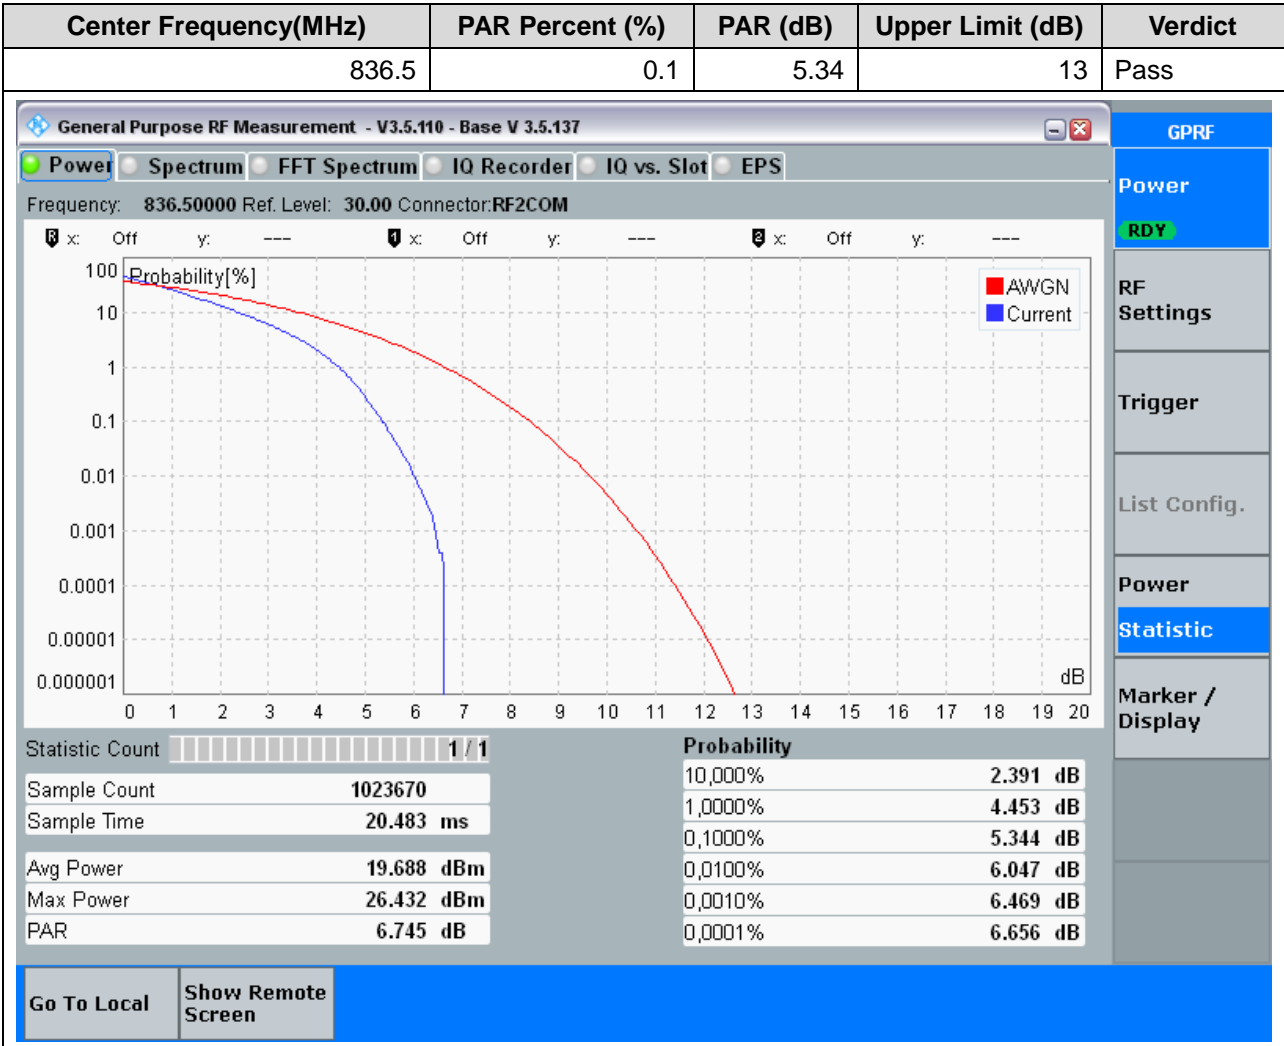 Center Frequency(MHz) PAR Percent (%) PAR (dB) Upper Limit (dB) Verdict
836.5 0.1 5.34 13 Pass
General Purpose RF Measurement - V3.5.110 - Base V 3.5.137
GPRF
Power Spectrum FFT Spectrum IQ Recorder IQ vs. Slot EPS
Power
RDY
Frequency: 836.50000 Ref. Level: 30.00 Connector:RF2COM
R x: Off y: --- 1 x: Off y: --- 2 x: Off y: ---
Probability[%]
AWGN
Current
100
10
1
0.1
0.01
0.001
0.0001
0.00001
0.000001
dB
0 1 2 3 4 5 6 7 8 9 10 11 12 13 14 15 16 17 18 19 20
RF
Settings
Trigger
List Config.
Power
Statistic
Marker /
Display
Statistic Count 1 / 1
Sample Count 1023670
Sample Time 20.483 ms
Avg Power 19.688 dBm
Max Power 26.432 dBm
PAR 6.745 dB
Probability
10,000% 2.391 dB
1,0000% 4.453 dB
0,1000% 5.344 dB
0,0100% 6.047 dB
0,0010% 6.469 dB
0,0001% 6.656 dB
Go To Local
Show Remote
Screen